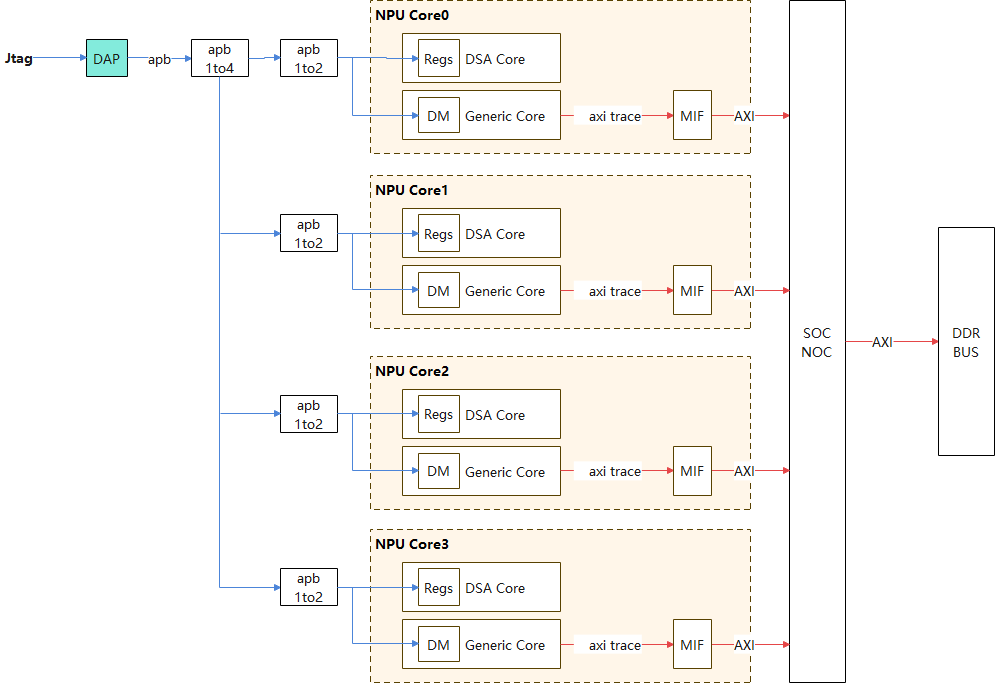 NPU Core0
Jtag
DAP
apb
apb
1to4
apb
1to2
Regs
DSA Core
DM
Generic Core
axi trace
MIF
AXI
NPU Core1
apb
1to2
Regs
DSA Core
DM
Generic Core
axi trace
MIF
AXI
SOC
NOC
AXI
DDR
BUS
NPU Core2
apb
1to2
Regs
DSA Core
DM
Generic Core
axi trace
MIF
AXI
NPU Core3
apb
1to2
Regs
DSA Core
DM
Generic Core
axi trace
MIF
AXI